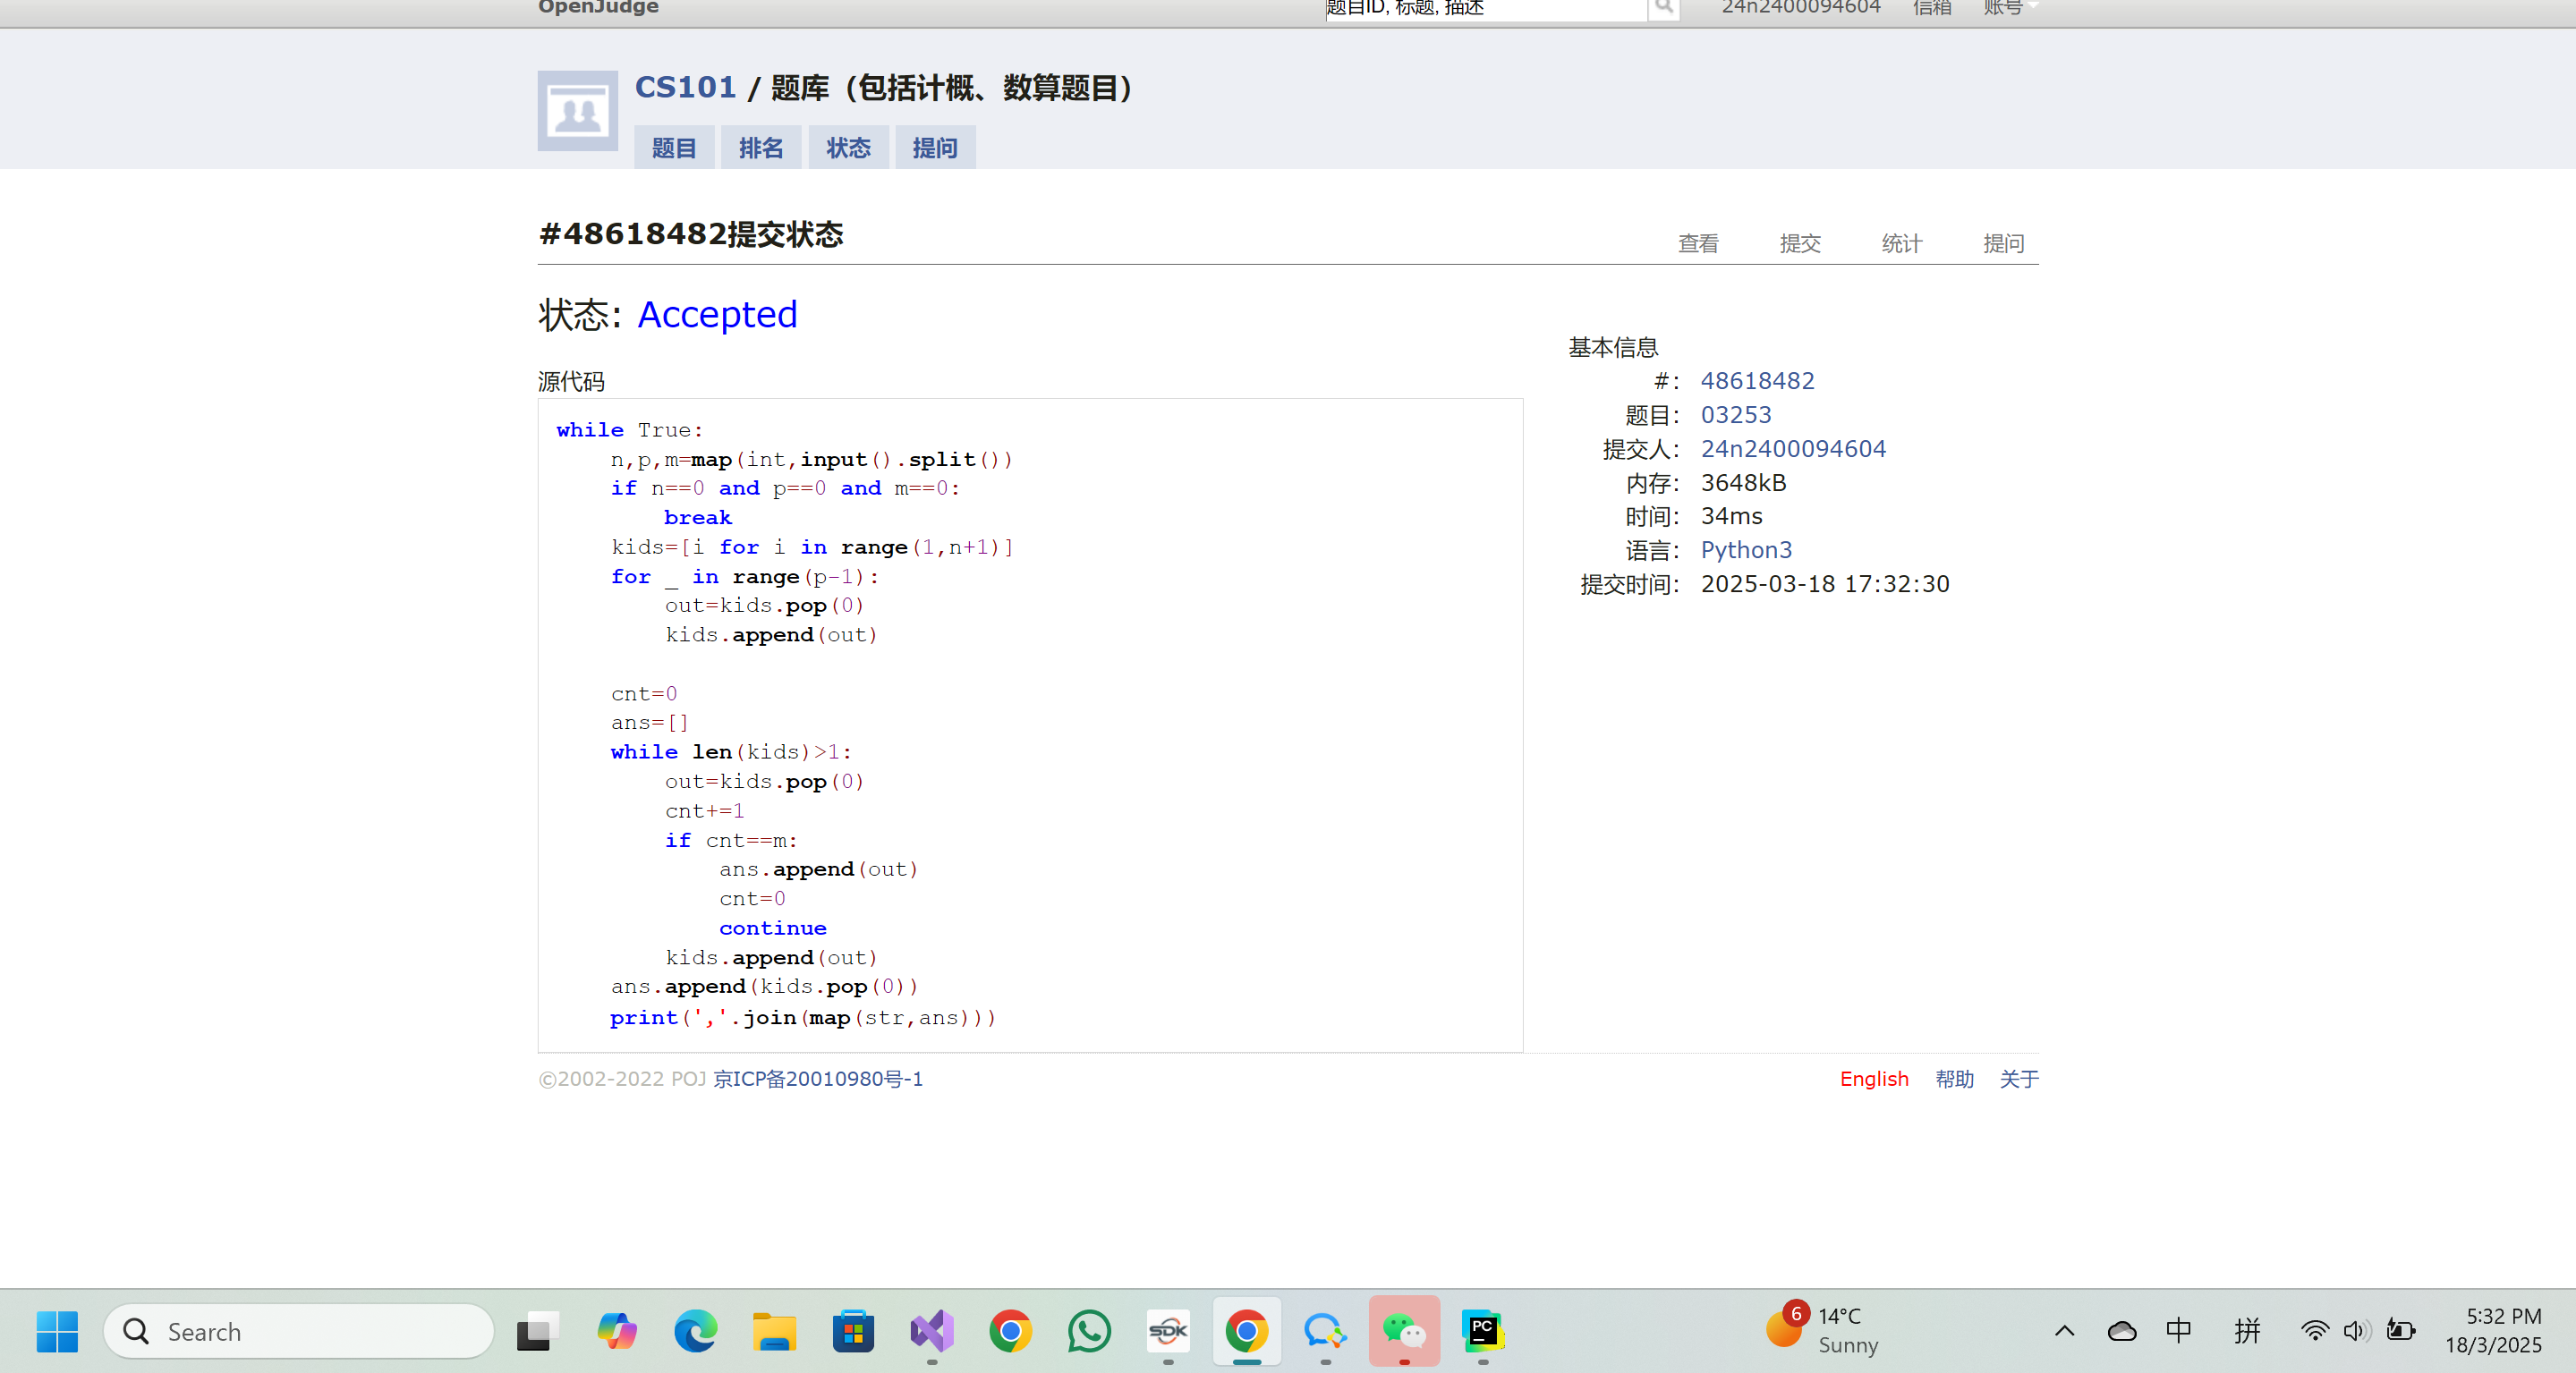 OpenJudge
题目ID, 标题, 描述
24n2400094604 信箱 账号
CS101 / 题库（包括计概、数算题目）
题目 排名 状态 提问
#48618482提交状态
查看 提交 统计 提问
状态: Accepted
基本信息
#: 48618482
题目: 03253
提交人: 24n2400094604
内存: 3648kB
时间: 34ms
语言: Python3
提交时间: 2025-03-18 17:32:30
源代码
while True:
    n,p,m=map(int,input().split())
    if n==0 and p==0 and m==0:
        break
    kids=[i for i in range(1,n+1)]
    for _ in range(p-1):
        out=kids.pop(0)
        kids.append(out)
    cnt=0
    ans=[]
    while len(kids)>1:
        out=kids.pop(0)
        cnt+=1
        if cnt==m:
            ans.append(out)
            cnt=0
            continue
        kids.append(out)
    ans.append(kids.pop(0))
    print(','.join(map(str,ans)))
©2002-2022 POJ 京ICP备20010980号-1
English 帮助 关于
Search
SDK
PC
6
14°C
Sunny
中
拼
5:32 PM
18/3/2025